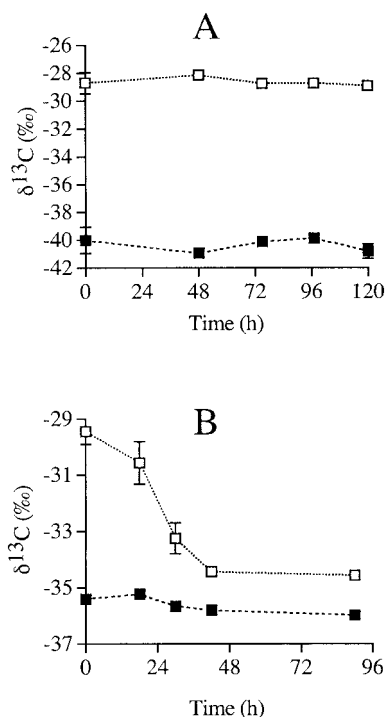 A
-26
-28
-30
-32
-34
-36
-38
-40
-42
δ13C (‰)
0 24 48 72 96 120
Time (h)
B
-29
-31
-33
-35
-37
δ13C (‰)
0 24 48 72 96
Time (h)